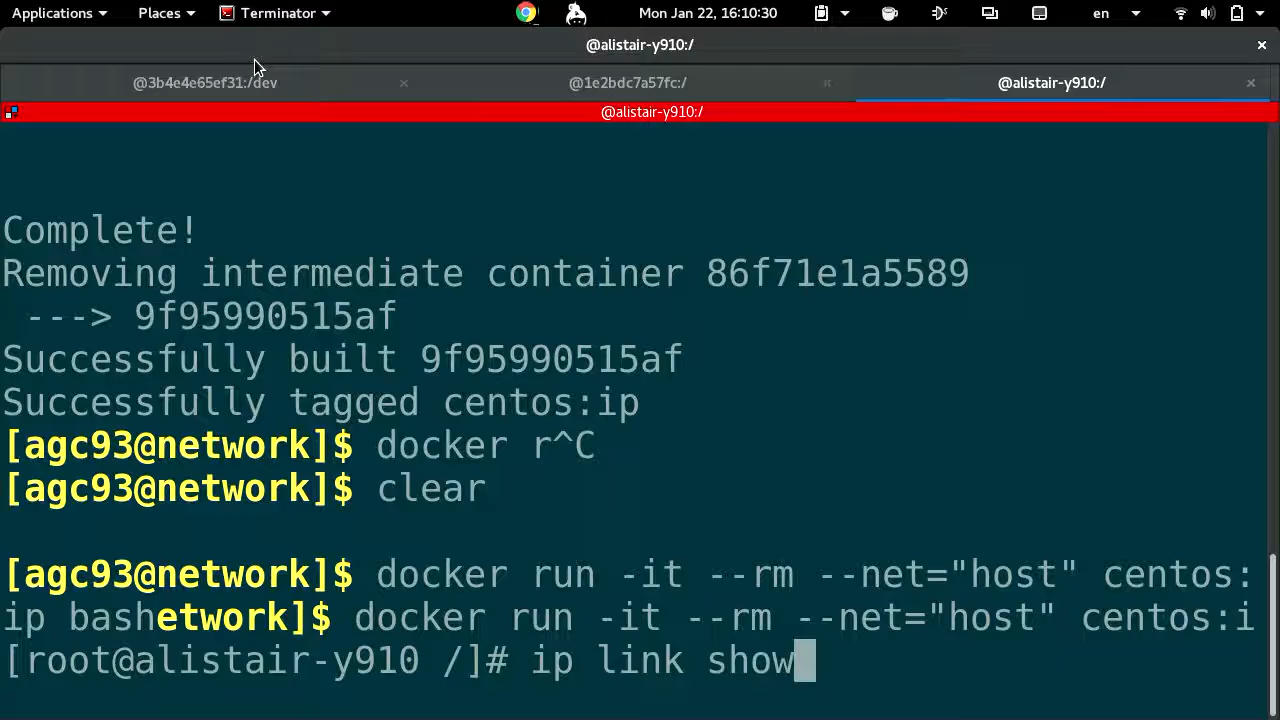 Applications Places Terminator Mon Jan 22, 16:10:30 en
@alistair-y910:/
@3b4e4e65ef31:/dev @1e2bdc7a57fc:/ @alistair-y910:/
@alistair-y910:/
Complete!
Removing intermediate container 86f71e1a5589
---> 9f95990515af
Successfully built 9f95990515af
Successfully tagged centos:ip
[agc93@network]$ docker r^C
[agc93@network]$ clear
[agc93@network]$ docker run -it --rm --net="host" centos:
ip bashetwork]$ docker run -it --rm --net="host" centos:i
[root@alistair-y910 /]# ip link show